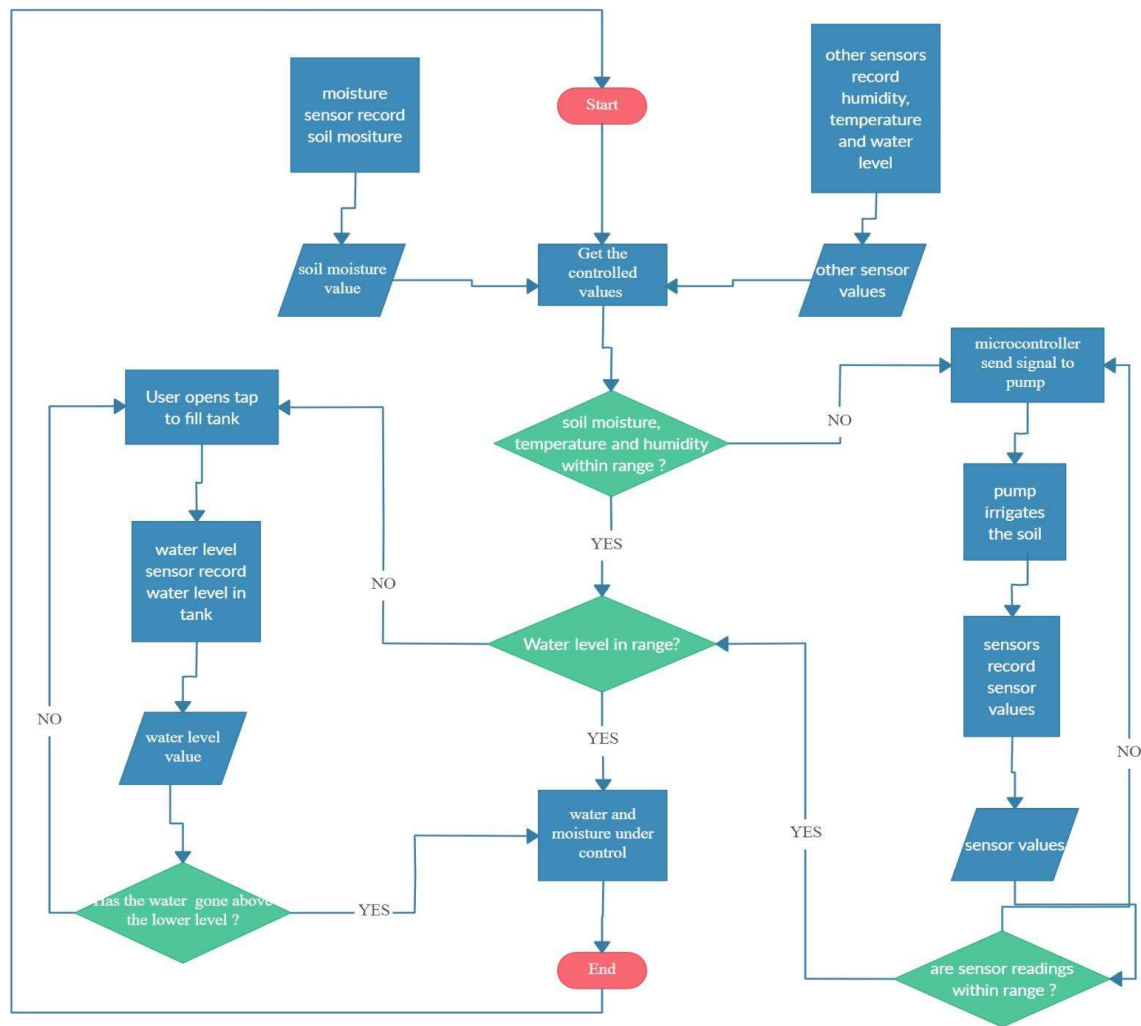 moisture
sensor record
soil mositure
Start
other sensors
record
humidity,
temperature
and water
level
soil moisture
value
Get the
controlled
values
other sensor
values
microcontroller
send signal to
pump
User opens tap
to fill tank
soil moisture,
temperature and humidity
within range ?
NO
pump
irrigates
the soil
YES
water level
sensor record
water level in
tank
NO
Water level in range?
sensors
record
sensor
values
NO
water level
value
YES
NO
water and
moisture under
control
YES
sensor values
Has the water gone above
the lower level ?
YES
End
are sensor readings
within range ?